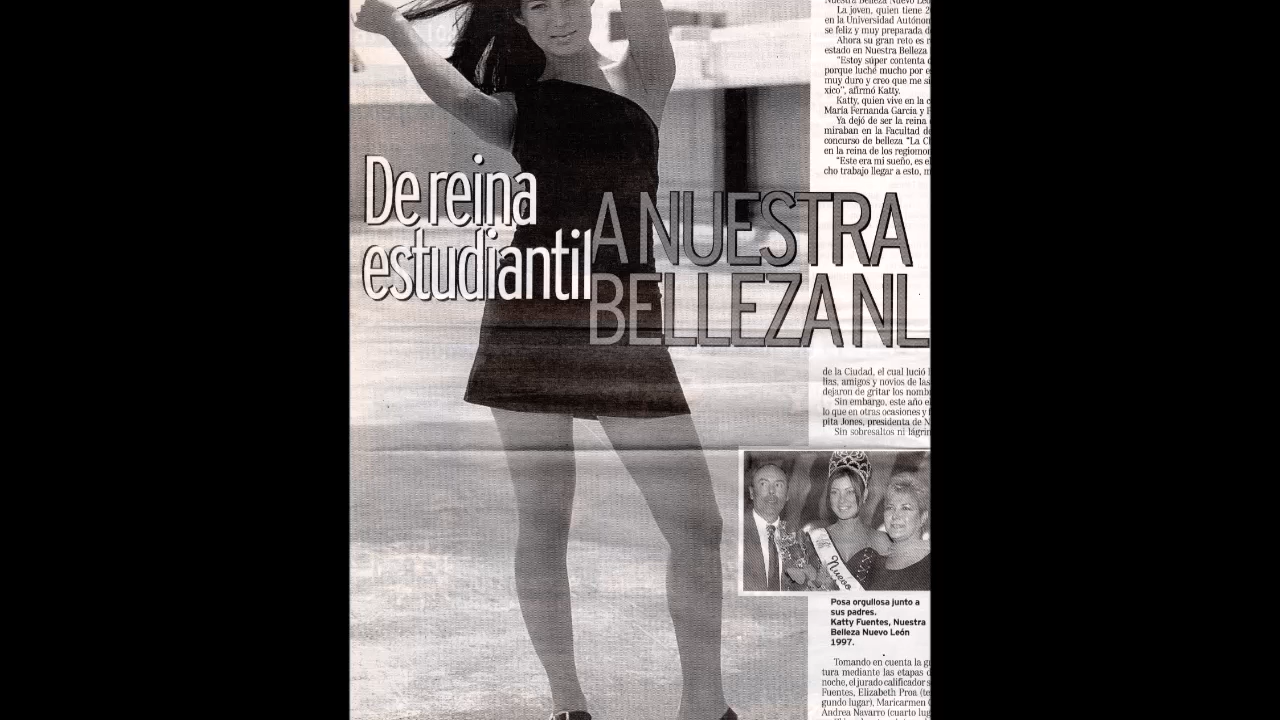 La joven, quien tiene
en la Universidad
se feliz y muy preparada
Ahora su gran reto es
estado en Nuestra Belleza
"Estoy súper contenta
porque luché mucho por
muy duro y creo que me
xico", afirmó Katty.
Katty, quien vive en la
María Fernanda García y
Ya dejó de ser la reina
miraban en la Facultad
concurso de belleza "La
en la reina de los
"Este era mi sueño, es
cho trabajo llegar a esto,
De reina
estudiantil
A NUESTRA
BELLEZA NL
de la Ciudad, el cual lució
lias, amigos y novios de las
dejaron de gritar los
Sin embargo, este año
lo que en otras ocasiones y
pita Jones, presidenta de
Sin sobresaltos ni
Nuevo
Posa orgullosa junto a
sus padres.
Katty Fuentes, Nuestra
Belleza Nuevo León
1997.
Tomando en cuenta la
tura mediante las etapas
noche, el jurado calificador
Fuentes, Elizabeth Proa
gundo lugar), Maricarmen
Andrea Navarro (cuarto